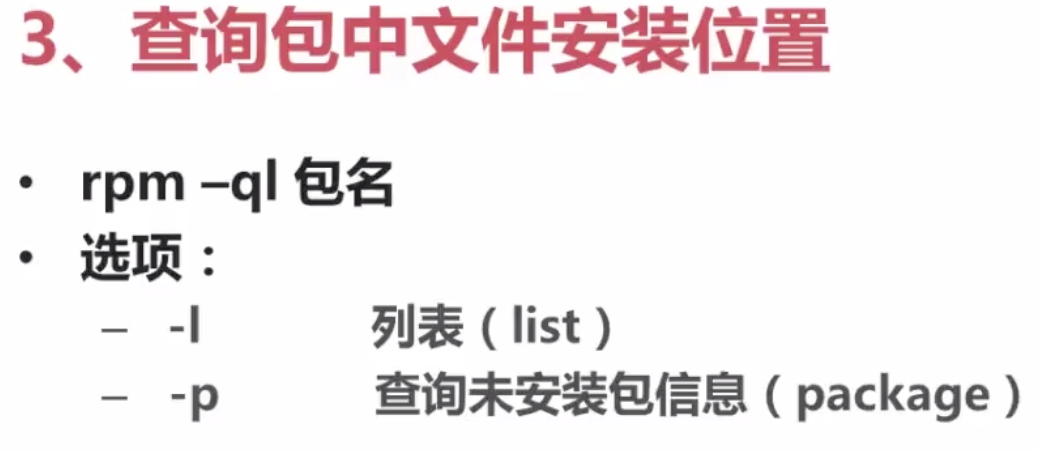 3、查询包中文件安装位置
• rpm –ql 包名
• 选项：
– -l 列表（list）
– -p 查询未安装包信息（package）